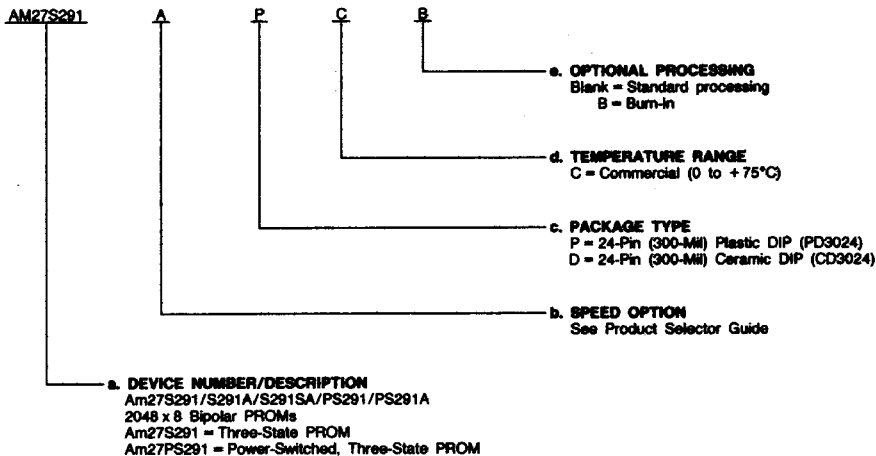 AM27S291 A P C B
e. OPTIONAL PROCESSING
Blank = Standard processing
B = Burn-in
d. TEMPERATURE RANGE
C = Commercial (0 to +75°C)
c. PACKAGE TYPE
P = 24-Pin (300-Mil) Plastic DIP (PD3024)
D = 24-Pin (300-Mil) Ceramic DIP (CD3024)
b. SPEED OPTION
See Product Selector Guide
a. DEVICE NUMBER/DESCRIPTION
Am27S291/S291A/S291SA/PS291/PS291A
2048 x 8 Bipolar PROMs
Am27S291 = Three-State PROM
Am27PS291 = Power-Switched, Three-State PROM